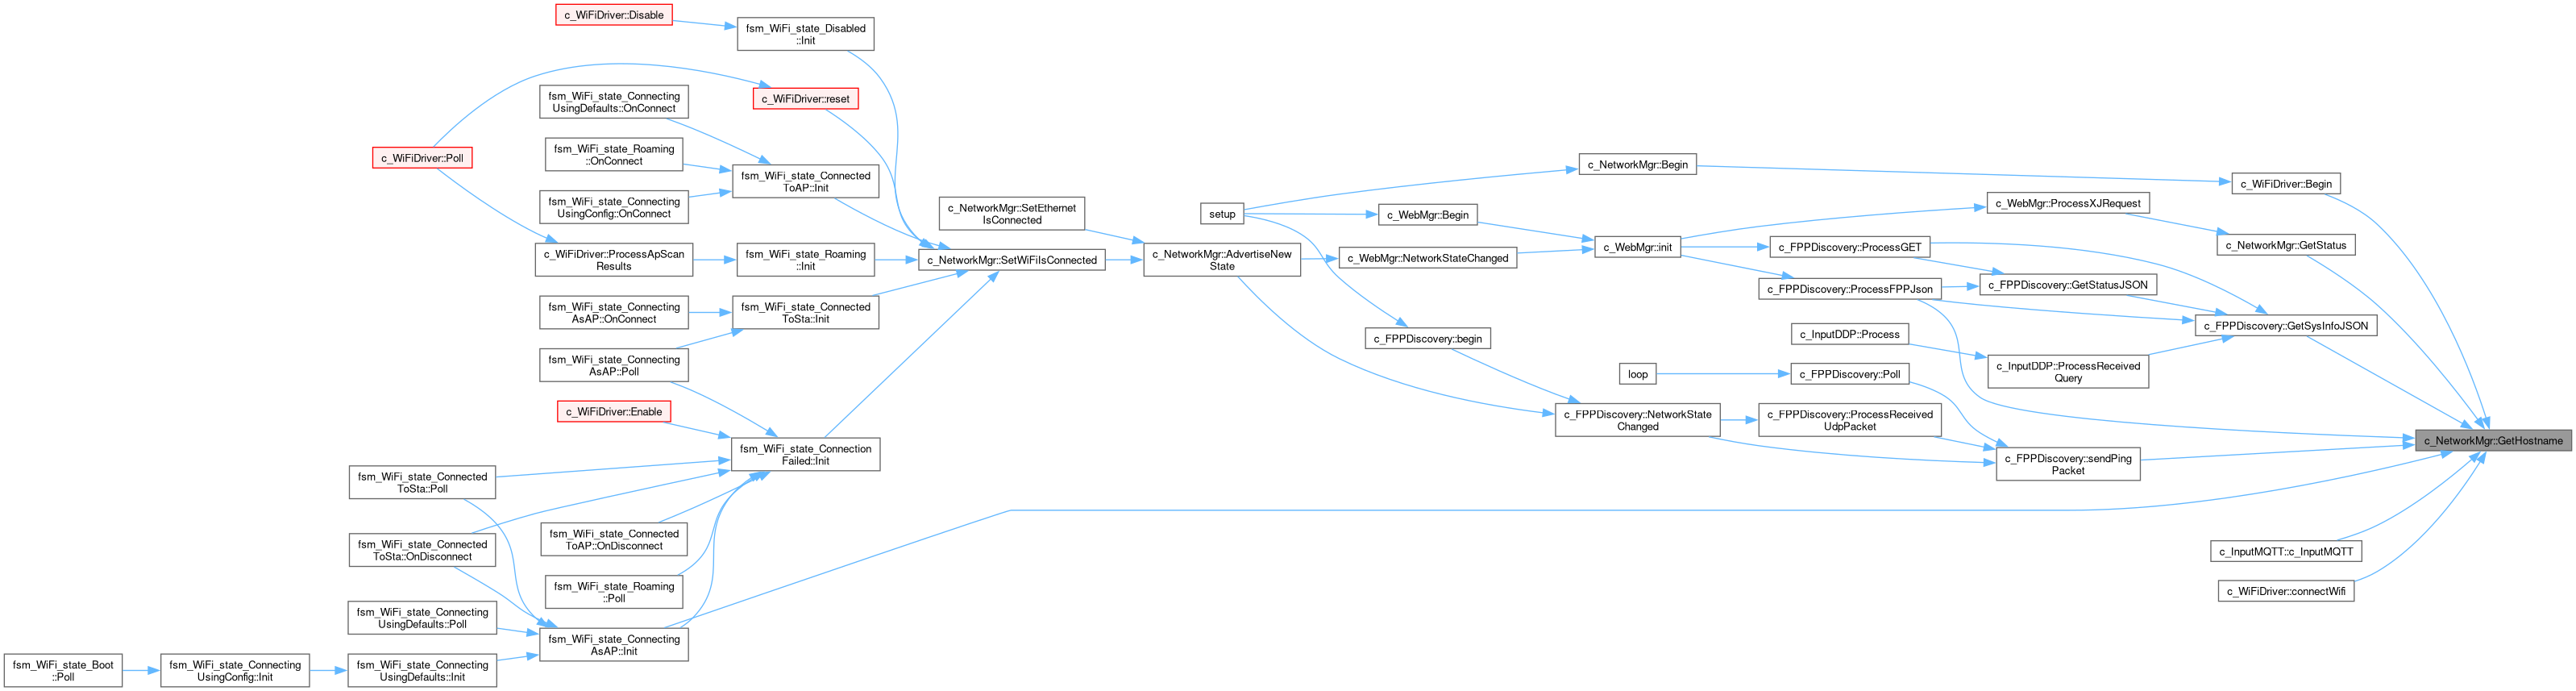 c_WiFiDriver::Disable
fsm_WiFi_state_Disabled
::Init
c_WiFiDriver::reset
fsm_WiFi_state_Connecting
UsingDefaults::OnConnect
c_WiFiDriver::Poll
fsm_WiFi_state_Roaming
::OnConnect
fsm_WiFi_state_Connected
ToAP::Init
fsm_WiFi_state_Connecting
UsingConfig::OnConnect
c_WiFiDriver::ProcessApScan
Results
fsm_WiFi_state_Roaming
::Init
fsm_WiFi_state_Connecting
AsAP::OnConnect
fsm_WiFi_state_Connected
ToSta::Init
fsm_WiFi_state_Connecting
AsAP::Poll
c_WiFiDriver::Enable
fsm_WiFi_state_Connection
Failed::Init
fsm_WiFi_state_Connected
ToSta::Poll
fsm_WiFi_state_Connected
ToSta::OnDisconnect
fsm_WiFi_state_Connected
ToAP::OnDisconnect
fsm_WiFi_state_Roaming
::Poll
fsm_WiFi_state_Connecting
UsingDefaults::Poll
fsm_WiFi_state_Connecting
AsAP::Init
fsm_WiFi_state_Boot
::Poll
fsm_WiFi_state_Connecting
UsingConfig::Init
fsm_WiFi_state_Connecting
UsingDefaults::Init
c_NetworkMgr::SetEthernet
IsConnected
c_NetworkMgr::SetWiFiIsConnected
c_NetworkMgr::AdvertiseNew
State
setup
c_WebMgr::Begin
c_WebMgr::NetworkStateChanged
c_FPPDiscovery::begin
c_NetworkMgr::Begin
c_WebMgr::init
c_FPPDiscovery::ProcessGET
c_FPPDiscovery::ProcessFPPJson
c_InputDDP::Process
loop
c_FPPDiscovery::Poll
c_FPPDiscovery::NetworkState
Changed
c_FPPDiscovery::ProcessReceived
UdpPacket
c_WiFiDriver::Begin
c_WebMgr::ProcessXJRequest
c_NetworkMgr::GetStatus
c_FPPDiscovery::GetStatusJSON
c_FPPDiscovery::GetSysInfoJSON
c_InputDDP::ProcessReceived
Query
c_FPPDiscovery::sendPing
Packet
c_NetworkMgr::GetHostname
c_InputMQTT::c_InputMQTT
c_WiFiDriver::connectWifi